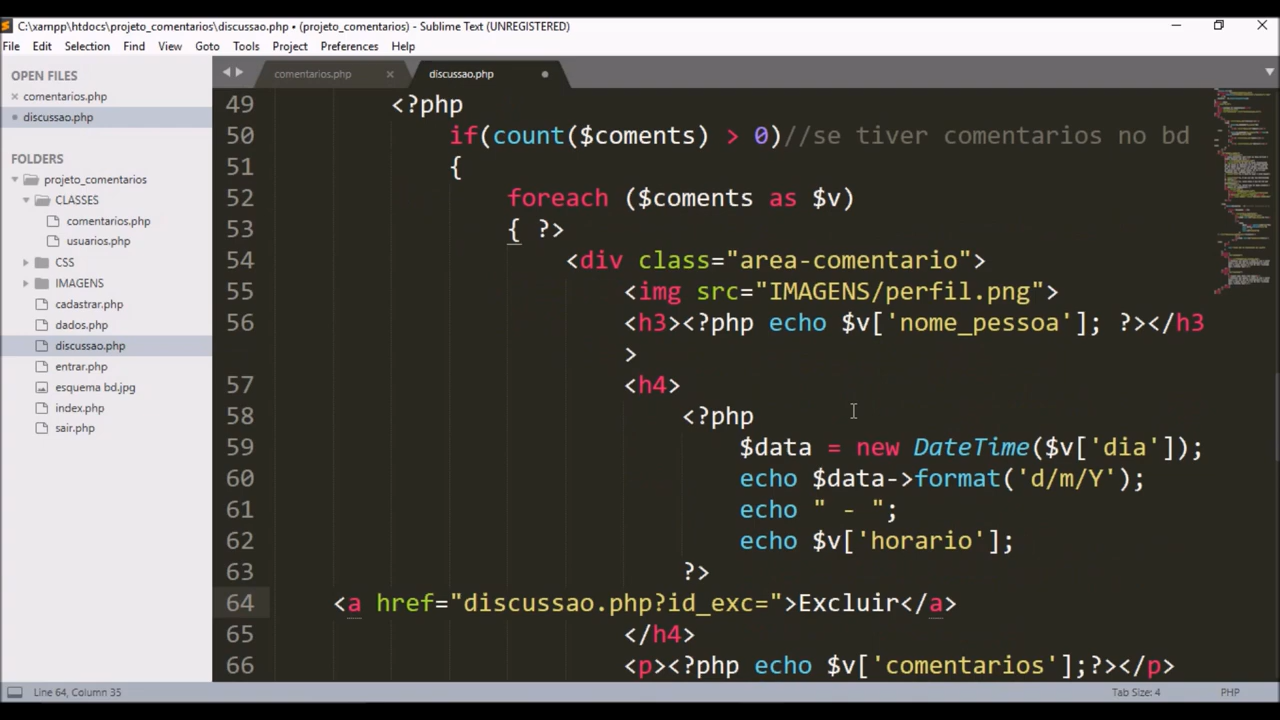 C:\xampp\htdocs\projeto_comentarios\discussao.php • (projeto_comentarios) - Sublime Text (UNREGISTERED)
File Edit Selection Find View Goto Tools Project Preferences Help
OPEN FILES
comentarios.php
discussao.php
FOLDERS
projeto_comentarios
CLASSES
comentarios.php
usuarios.php
CSS
IMAGENS
cadastrar.php
dados.php
discussao.php
entrar.php
esquema bd.jpg
index.php
sair.php
comentarios.php discussao.php
49 <?php
50 if(count($coments) > 0)//se tiver comentarios no bd
51 {
52 foreach ($coments as $v)
53 { ?>
54 <div class="area-comentario">
55 <img src="IMAGENS/perfil.png">
56 <h3><?php echo $v['nome_pessoa']; ?></h3
>
57 <h4>
58 <?php
59 $data = new DateTime($v['dia']);
60 echo $data->format('d/m/Y');
61 echo " - ";
62 echo $v['horario'];
63 ?>
64 <a href="discussao.php?id_exc=">Excluir</a>
65 </h4>
66 <p><?php echo $v['comentarios'];?></p>
Line 64, Column 35 Tab Size: 4 PHP